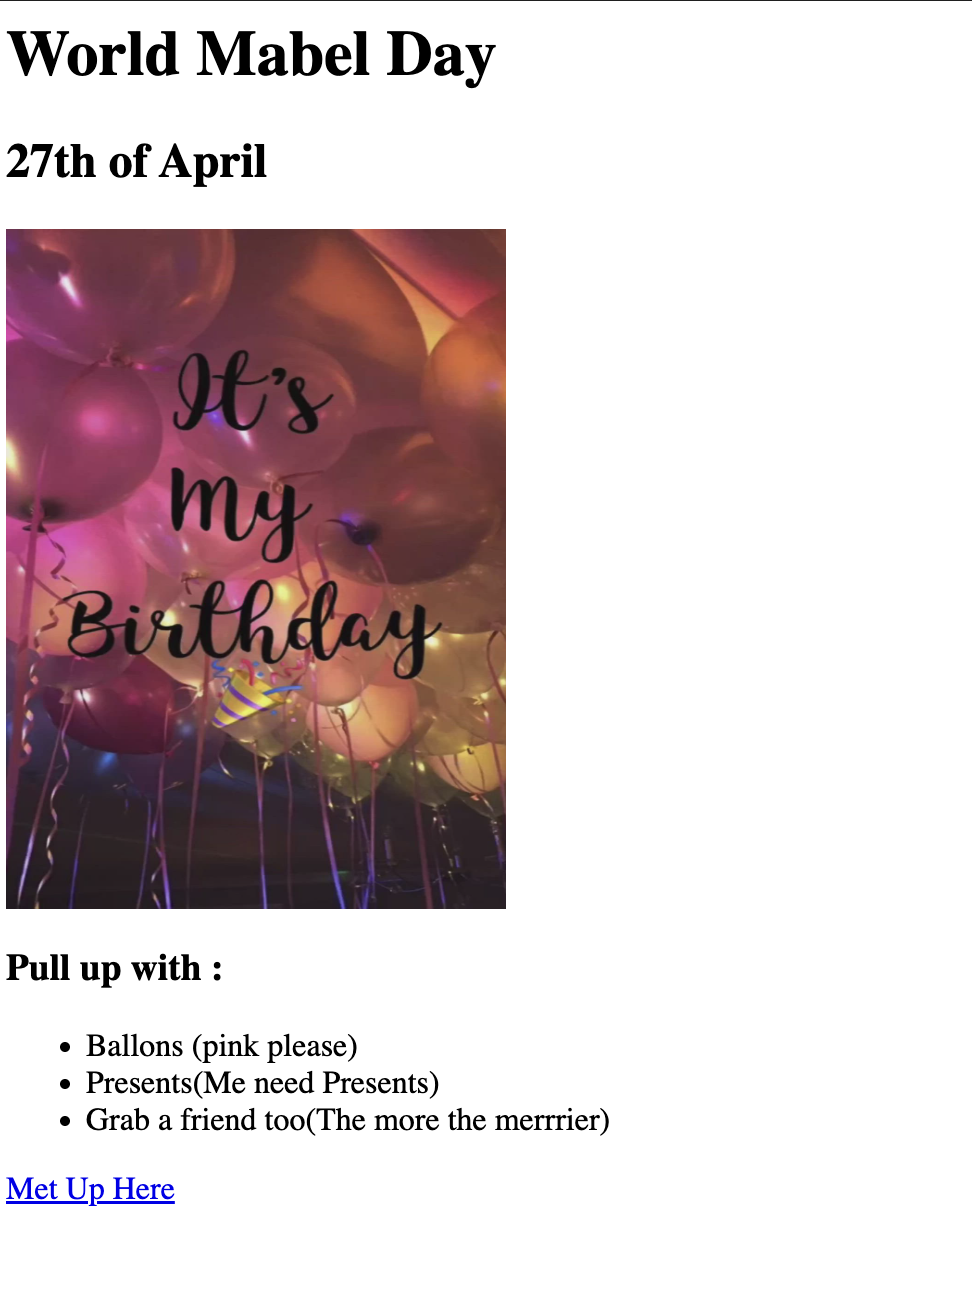 World Mabel Day
27th of April
It's
My
Birthday
Pull up with :
Ballons (pink please)
Presents(Me need Presents)
Grab a friend too(The more the merrrier)
Met Up Here